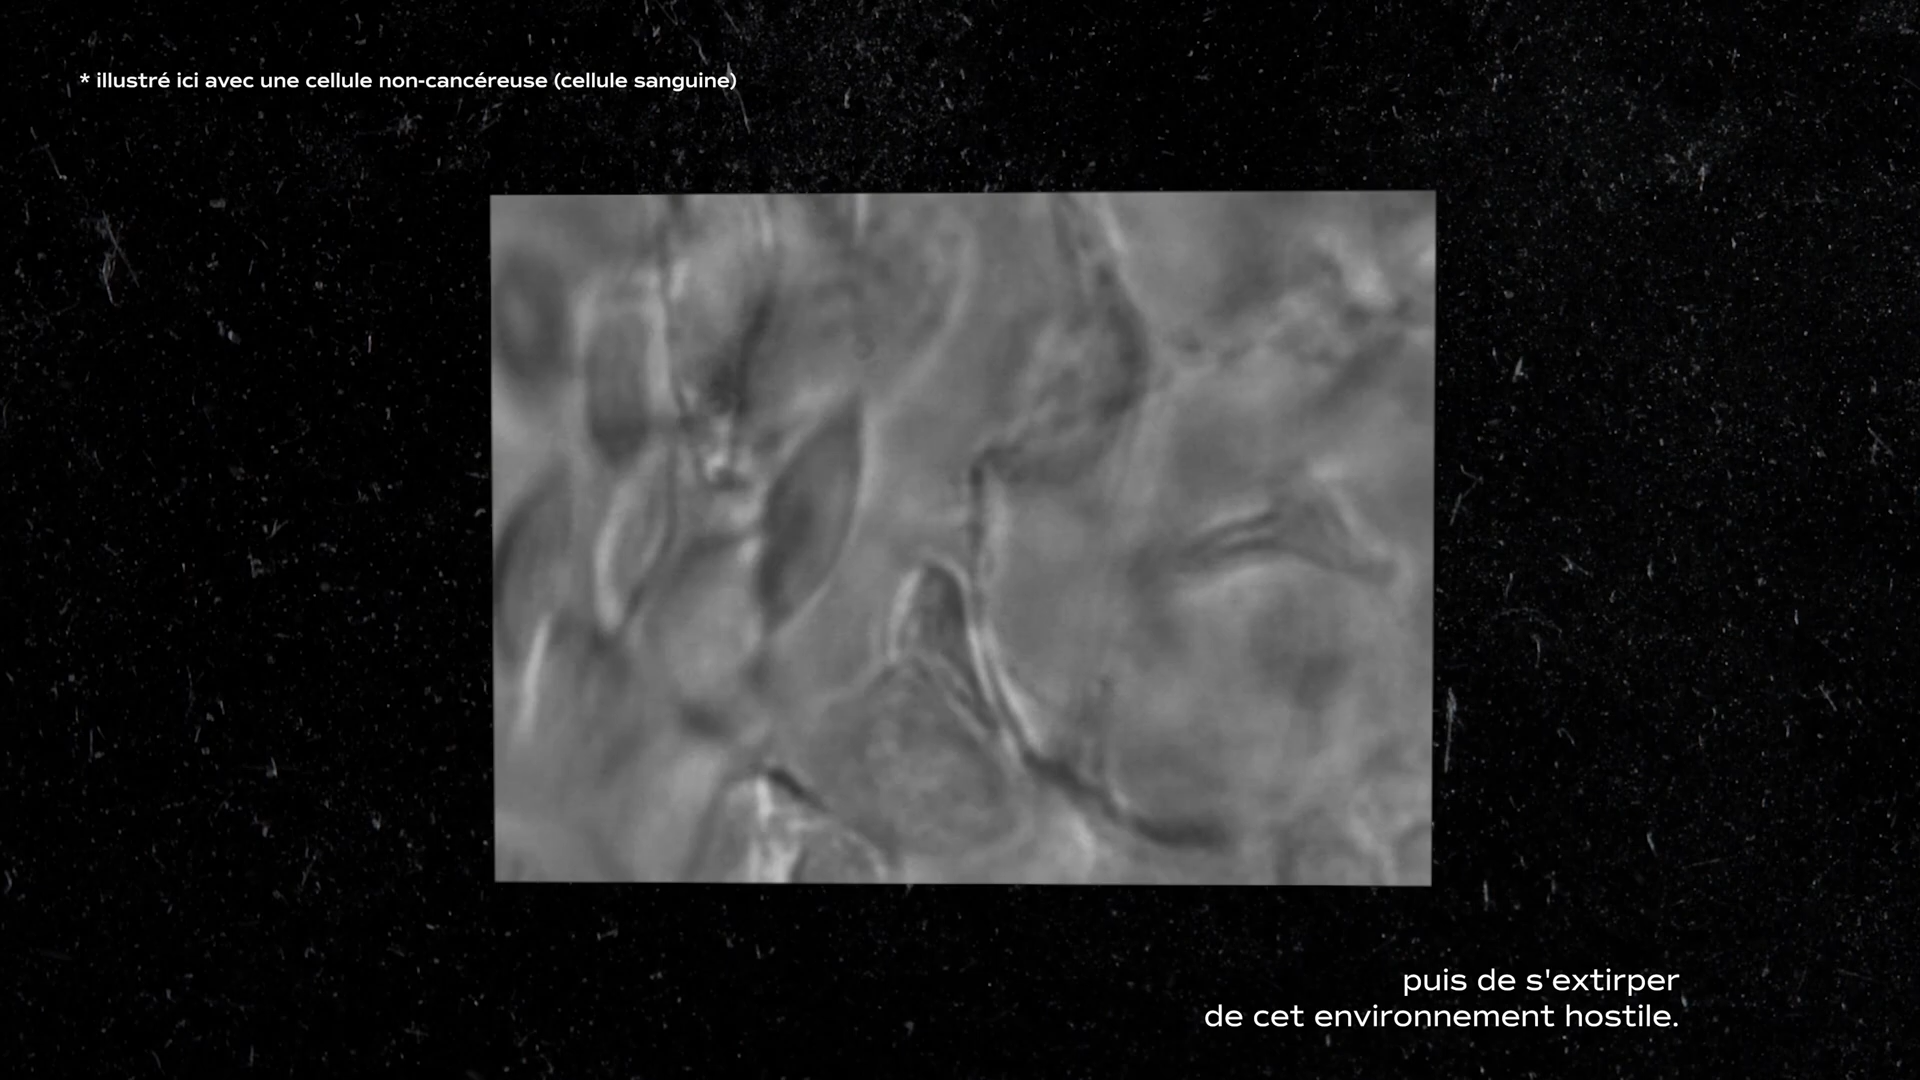 * illustré ici avec une cellule non-cancéreuse (cellule sanguine)
puis de s'extirper
de cet environnement hostile.